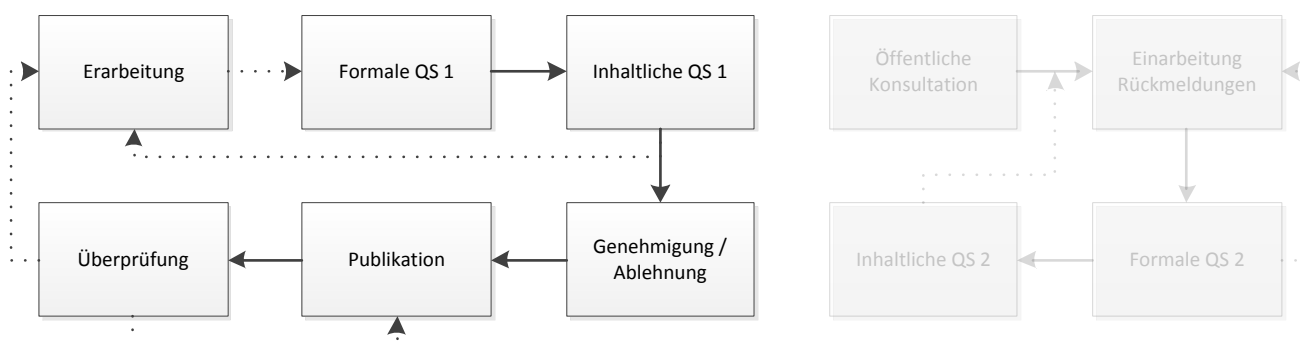 Erarbeitung
Formale QS 1
Inhaltliche QS 1
Öffentliche
Konsultation
Einarbeitung
Rückmeldungen
Überprüfung
Publikation
Genehmigung /
Ablehnung
Inhaltliche QS 2
Formale QS 2